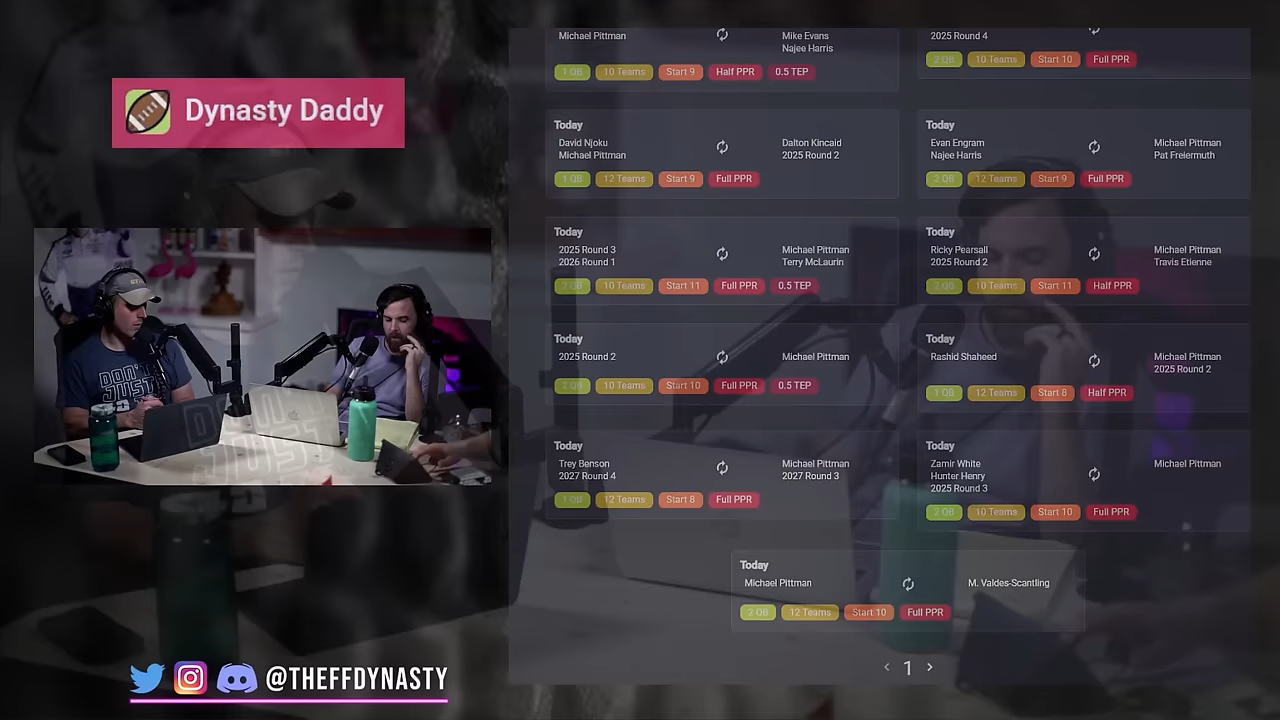 Dynasty Daddy
Michael Pittman
Mike Evans
Najee Harris
1 QB 10 Teams Start 9 Half PPR 0.5 TEP
2025 Round 4
2 QB 10 Teams Start 10 Full PPR
Today
David Njoku
Michael Pittman
Dalton Kincaid
2025 Round 2
1 QB 12 Teams Start 9 Full PPR
Today
Evan Engram
Najee Harris
Michael Pittman
Pat Freiermuth
2 QB 12 Teams Start 9 Full PPR
Today
2025 Round 3
2026 Round 1
Michael Pittman
Terry McLaurin
2 QB 10 Teams Start 11 Full PPR 0.5 TEP
Today
Ricky Pearsall
2025 Round 2
Michael Pittman
Travis Etienne
2 QB 10 Teams Start 11 Half PPR
Today
2025 Round 2
Michael Pittman
2 QB 10 Teams Start 10 Full PPR 0.5 TEP
Today
Rashid Shaheed
Michael Pittman
2025 Round 2
1 QB 12 Teams Start 8 Half PPR
Today
Trey Benson
2027 Round 4
Michael Pittman
2027 Round 3
1 QB 12 Teams Start 8 Full PPR
Today
Zamir White
Hunter Henry
2025 Round 3
Michael Pittman
2 QB 10 Teams Start 10 Full PPR
Today
Michael Pittman
M. Valdes-Scantling
2 QB 12 Teams Start 10 Full PPR
< 1 >
DON'T
JUST
@THEFFDYNASTY